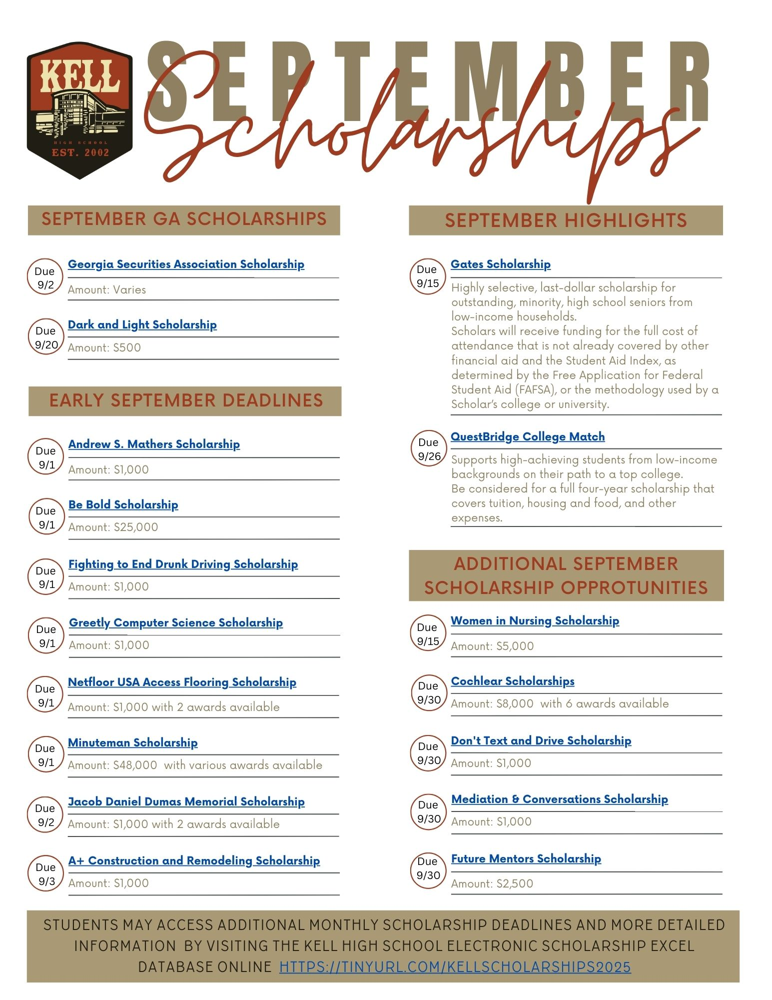 KELL
HIGH SCHOOL
EST. 2002
SEPTEMBER
Scholarships
SEPTEMBER GA SCHOLARSHIPS
Due
9/2
Georgia Securities Association Scholarship
Amount: Varies
Due
9/20
Dark and Light Scholarship
Amount: $500
EARLY SEPTEMBER DEADLINES
Due
9/1
Andrew S. Mathers Scholarship
Amount: $1,000
Due
9/1
Be Bold Scholarship
Amount: $25,000
Due
9/1
Fighting to End Drunk Driving Scholarship
Amount: $1,000
Due
9/1
Greetly Computer Science Scholarship
Amount: $1,000
Due
9/1
Netfloor USA Access Flooring Scholarship
Amount: $1,000 with 2 awards available
Due
9/1
Minuteman Scholarship
Amount: $48,000  with various awards available
Due
9/2
Jacob Daniel Dumas Memorial Scholarship
Amount: $1,000 with 2 awards available
Due
9/3
A+ Construction and Remodeling Scholarship
Amount: $1,000
SEPTEMBER HIGHLIGHTS
Due
9/15
Gates Scholarship
Highly selective, last-dollar scholarship for
outstanding, minority, high school seniors from
low-income households.
Scholars will receive funding for the full cost of
attendance that is not already covered by other
financial aid and the Student Aid Index, as
determined by the Free Application for Federal
Student Aid (FAFSA), or the methodology used by a
Scholar's college or university.
Due
9/26
QuestBridge College Match
Supports high-achieving students from low-income
backgrounds on their path to a top college.
Be considered for a full four-year scholarship that
covers tuition, housing and food, and other
expenses.
ADDITIONAL SEPTEMBER
SCHOLARSHIP OPPROTUNITIES
Due
9/15
Women in Nursing Scholarship
Amount: $5,000
Due
9/30
Cochlear Scholarships
Amount: $8,000  with 6 awards available
Due
9/30
Don't Text and Drive Scholarship
Amount: $1,000
Due
9/30
Mediation & Conversations Scholarship
Amount: $1,000
Due
9/30
Future Mentors Scholarship
Amount: $2,500
STUDENTS MAY ACCESS ADDITIONAL MONTHLY SCHOLARSHIP DEADLINES AND MORE DETAILED
INFORMATION  BY VISITING THE KELL HIGH SCHOOL ELECTRONIC SCHOLARSHIP EXCEL
DATABASE ONLINE  HTTPS://TINYURL.COM/KELLSCHOLARSHIPS2025